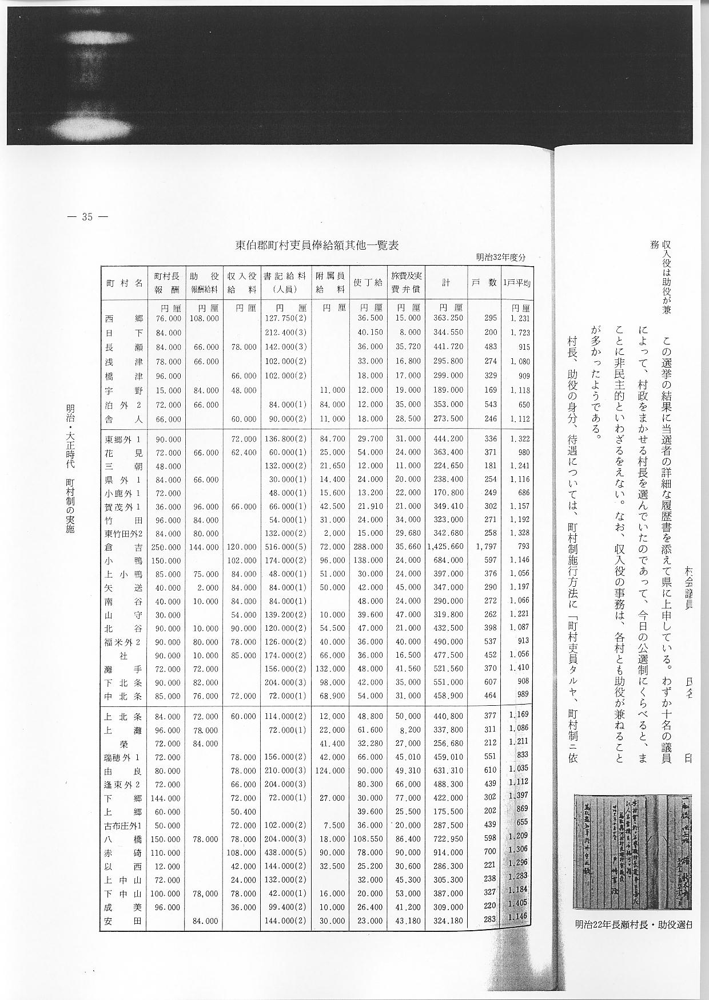 収入役は助役が兼
務
この選挙の結果に当選者の詳細な履歴書を添えて県に上申している。わずか十名の議員
によって、村政をまかせる村長を選んでいたのであって、今日の公選制にくらべると、ま
ことに非民主的といわざるをえない。なお、収入役の事務は、各村とも助役が兼ねること
が多かったようである。
村長、助役の身分、待遇については、町村制施行方法に「町村吏員タルヤ、町村制ニ依
村会議員 氏名 印
明治22年長瀬村長・助役選任
— 35 —
明治・大正時代 町村制の実施
東伯郡町村吏員俸給額其他一覧表
明治32年度分
町村名 町村長報酬 助役報酬給料 収入役給料 書記給料(人員) 附属員給料 使丁給 旅費及実費弁償 計 戸数 1戸平均
円厘 円厘 円厘 円厘 円厘 円厘 円厘 円厘 円厘
西郷 76.000 108.000 127.750(2) 36.500 15.000 363.250 295 1.231
日下 84.000 212.400(3) 40.150 8.000 344.550 200 1.723
長瀬 84.000 66.000 78.000 142.000(3) 36.000 35.720 441.720 483 915
浅津 78.000 66.000 102.000(2) 33.000 16.800 295.800 274 1.080
橋津 96.000 66.000 102.000(2) 18.000 17.000 299.000 329 909
宇野 15.000 84.000 48.000 11.000 12.000 19.000 189.000 169 1.118
泊外2 72.000 66.000 84.000(1) 84.000 12.000 35.000 353.000 543 650
舎人 66.000 60.000 90.000(2) 11.000 18.000 28.500 273.500 246 1.112
東郷外1 90.000 72.000 136.800(2) 84.700 29.700 31.000 444.200 336 1.322
花見 72.000 66.000 62.400 60.000(1) 25.000 54.000 24.000 363.400 371 980
三朝 48.000 132.000(2) 21.650 12.000 11.000 224.650 181 1.241
県外1 84.000 66.000 30.000(1) 14.400 24.000 20.000 238.400 254 1.116
小鹿外1 72.000 48.000(1) 15.600 13.200 22.000 170.800 249 686
賀茂外1 36.000 96.000 66.000 66.000(1) 42.500 21.910 21.000 349.410 302 1.157
竹田 96.000 84.000 54.000(1) 31.000 24.000 34.000 323.000 271 1.192
東竹田外2 84.000 80.000 132.000(2) 2.000 15.000 29.680 342.680 258 1.328
倉吉 250.000 144.000 120.000 516.000(5) 72.000 288.000 35.660 1,425.660 1,797 793
小鴨 150.000 102.000 174.000(2) 96.000 138.000 24.000 684.000 597 1.146
上小鴨 85.000 75.000 84.000 48.000(1) 51.000 30.000 24.000 397.000 376 1.056
矢送 40.000 2.000 84.000 84.000(1) 50.000 42.000 45.000 347.000 290 1.197
南谷 40.000 10.000 84.000 84.000(1) 48.000 24.000 290.000 272 1.066
山守 30.000 54.000 139.200(2) 10.000 39.600 47.000 319.800 262 1.221
北谷 90.000 10.000 90.000 120.000(2) 54.500 47.000 21.000 432.500 398 1.087
福米外2 90.000 80.000 78.000 126.000(2) 40.000 36.000 40.000 490.000 537 913
社 90.000 10.000 85.000 174.000(2) 66.000 36.000 16.500 477.500 452 1.056
灘手 72.000 72.000 156.000(2) 132.000 48.000 41.560 521.560 370 1.410
下北条 90.000 82.000 204.000(3) 98.000 42.000 35.000 551.000 607 908
中北条 85.000 76.000 72.000 72.000(1) 68.900 54.000 31.000 458.900 464 989
上北条 84.000 72.000 60.000 114.000(2) 12.000 48.800 50,000 440.800 377 1.169
上灘 96.000 78.000 72.000(1) 22.000 61.600 8.200 337.800 311 1.086
榮 72.000 84.000 41.400 32.280 27.000 256.680 212 1.211
瑞穂外1 72.000 78.000 156.000(2) 42.000 66.000 45.010 459.010 551 833
由良 80.000 78.000 210.000(3) 124.000 90.000 49.310 631.310 610 1.035
逢東外2 72.000 66.000 204.000(3) 80.300 66.000 488.300 439 1.112
下郷 144.000 72.000 72.000(1) 27.000 30.000 77.000 422.000 302 1.397
上郷 60.000 50.400 39.600 25.500 175.500 202 869
古布庄外1 50.000 72.000 102.000(2) 7.500 36.000 20.000 287.500 439 655
八橋 150.000 78.000 78.000 204.000(3) 18.000 108.550 86.400 722.950 598 1.209
赤碕 110.000 108.000 438.000(5) 90.000 78.000 90.000 914.000 700 1.306
以西 12.000 42.000 144.000(2) 32.500 25.200 30.600 286.300 221 1.296
上中山 72.000 24.000 132.000(2) 32.000 45.300 305.300 238 1.283
下中山 100.000 78,000 78.000 42.000(1) 16.000 20.000 53,000 387.000 327 1.184
成美 96.000 36.000 99.400(2) 10.000 26.400 41.200 309.000 220 1.405
安田 84.000 144.000(2) 30.000 23.000 43.180 324.180 283 1.146